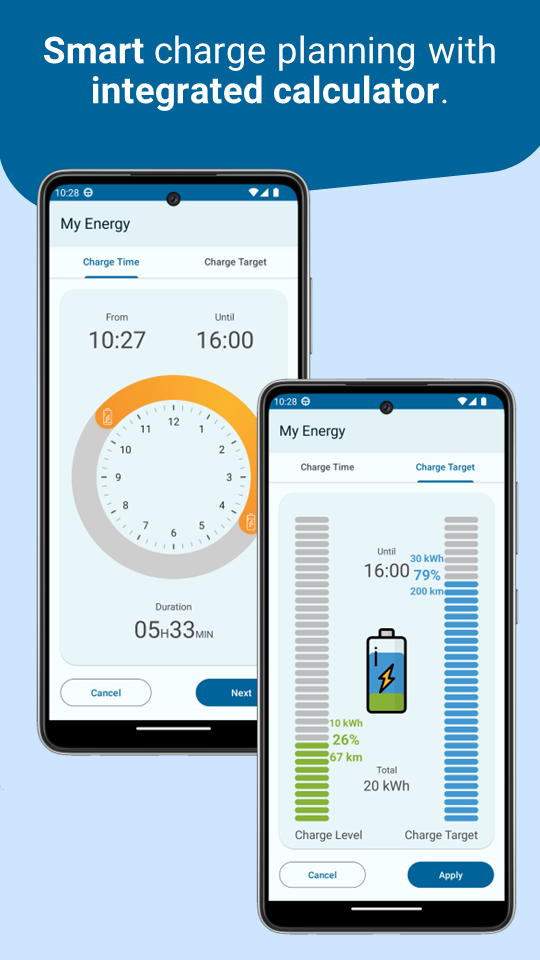 Smart charge planning with
integrated calculator.
10:28
My Energy
Charge Time Charge Target
From Until
10:27 16:00
12
11 1
10 2
9 3
8 4
7 5
6
Duration
05H33MIN
Cancel Next
10:28
My Energy
Charge Time Charge Target
Until
16:00
30 kWh
79%
200 km
10 kWh
26%
67 km
Total
20 kWh
Charge Level Charge Target
Cancel Apply